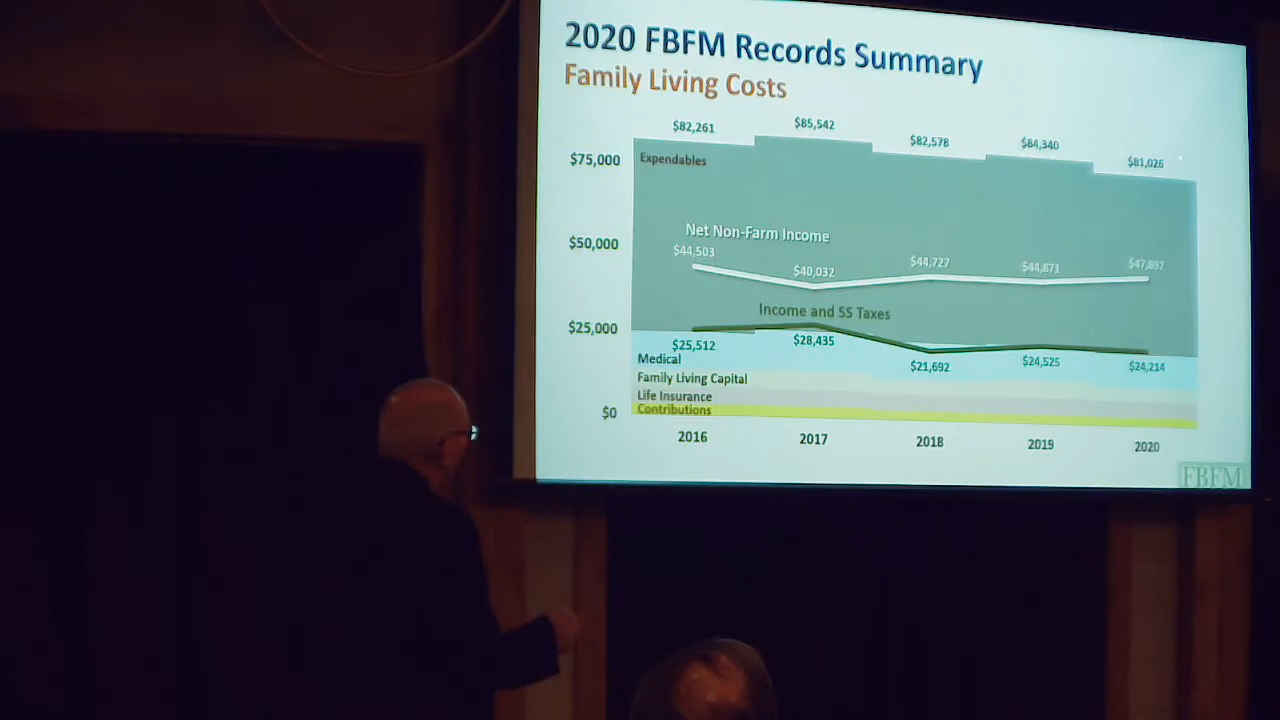 2020 FBFM Records Summary
Family Living Costs
$82,261
$85,542
$82,578
$84,340
$81,026
$75,000
Expendables
$50,000
Net Non-Farm Income
$44,503
$40,032
$44,727
$44,871
$47,892
Income and SS Taxes
$25,000
$25,512
$28,435
$21,692
$24,525
$24,214
Medical
Family Living Capital
Life Insurance
$0
Contributions
2016
2017
2018
2019
2020
FBFM